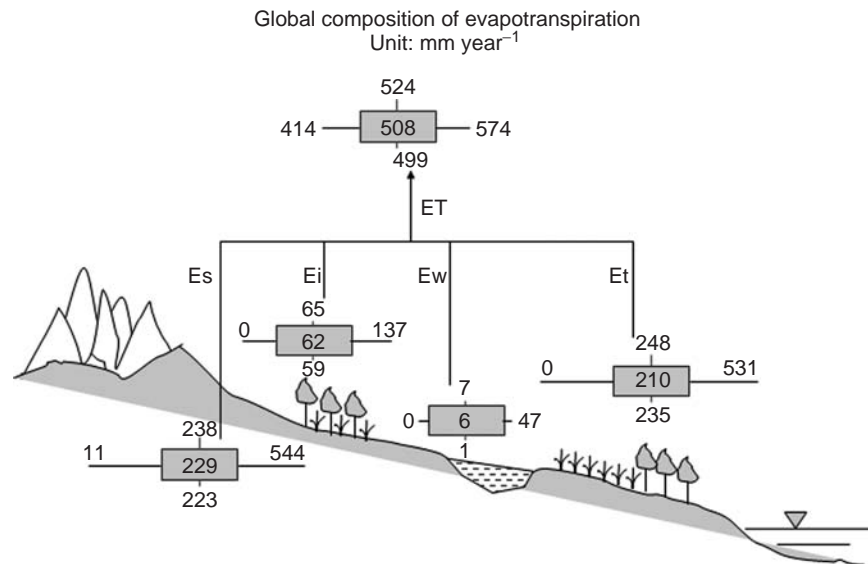 Global composition of evapotranspiration
Unit: mm year⁻¹
524
414 508 574
499
ET
Es Ei Ew Et
65
0 62 137
59
248
0 210 531
235
7
0 6 47
1
238
11 229 544
223